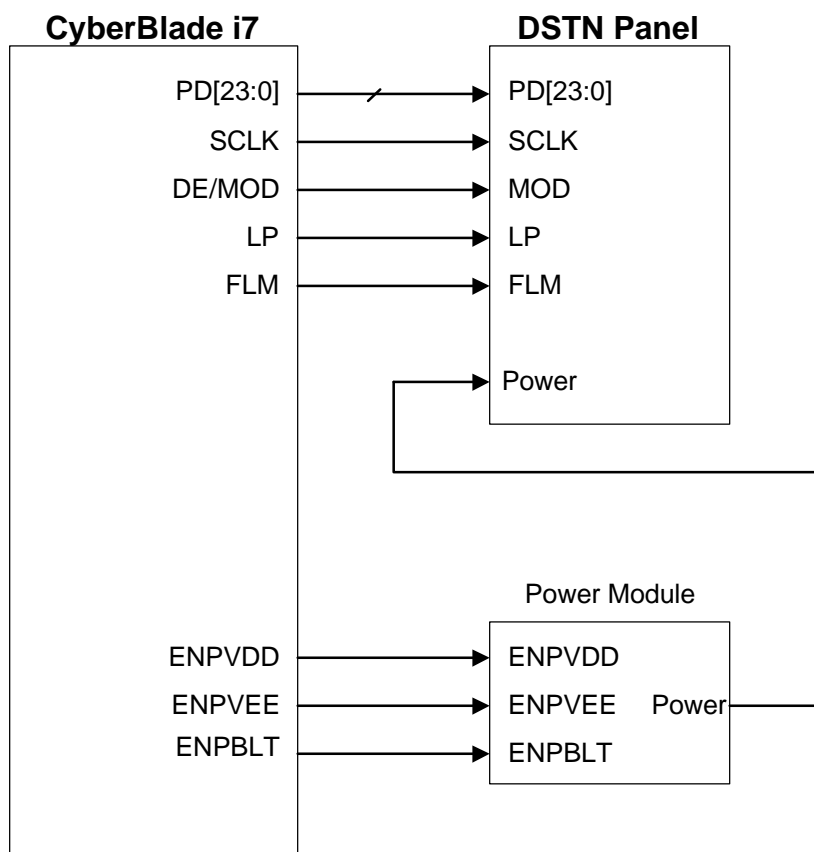 CyberBlade i7 DSTN Panel
PD[23:0] PD[23:0]
SCLK SCLK
DE/MOD MOD
LP LP
FLM FLM
Power
Power Module
ENPVDD ENPVDD
ENPVEE ENPVEE Power
ENPBLT ENPBLT